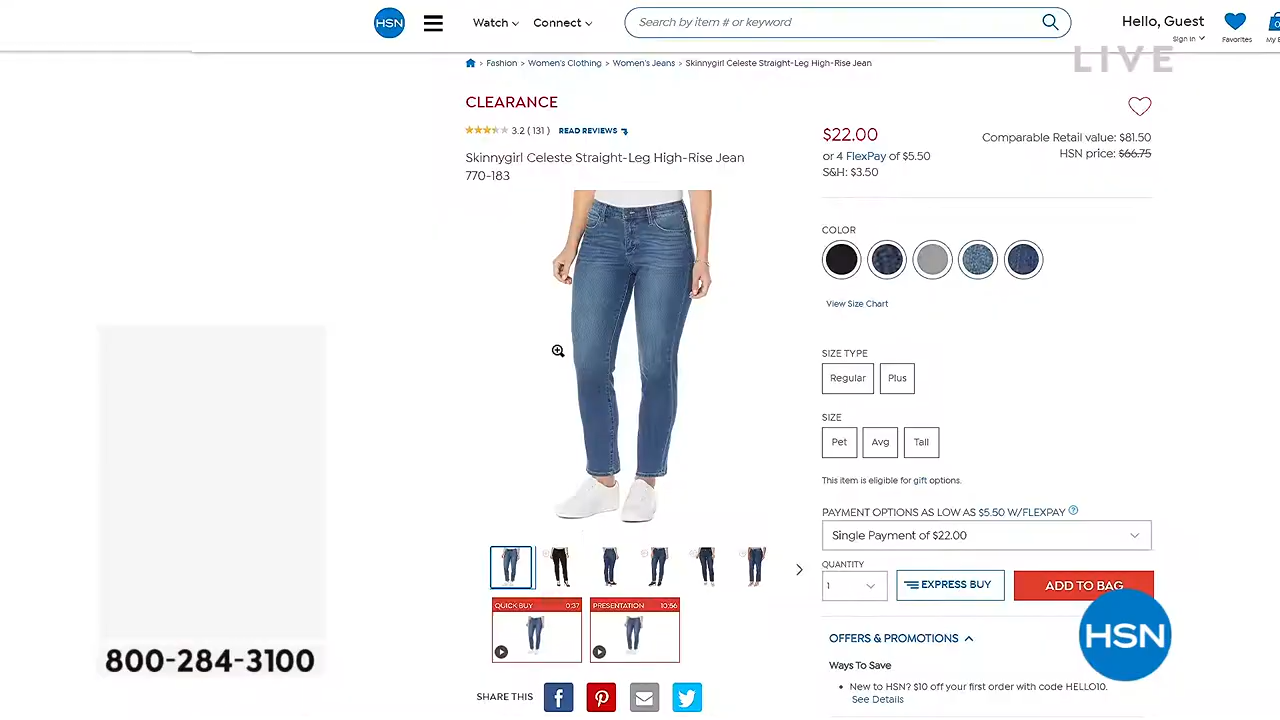 HSN
Watch
Connect
Search by item # or keyword
Hello, Guest
Sign In
Favorites
LIVE
> Fashion > Women's Clothing > Women's Jeans > Skinnygirl Celeste Straight-Leg High-Rise Jean
CLEARANCE
3.2 ( 131 ) READ REVIEWS
Skinnygirl Celeste Straight-Leg High-Rise Jean
770-183
$22.00
or 4 FlexPay of $5.50
S&H: $3.50
Comparable Retail value: $81.50
HSN price: $66.75
COLOR
View Size Chart
SIZE TYPE
Regular Plus
SIZE
Pet Avg Tall
This item is eligible for gift options.
PAYMENT OPTIONS AS LOW AS $5.50 W/FLEXPAY ?
Single Payment of $22.00
QUANTITY
1
EXPRESS BUY
ADD TO BAG
QUICK BUY 0:37
PRESENTATION 10:56
OFFERS & PROMOTIONS
Ways To Save
• New to HSN? $10 off your first order with code HELLO10.
See Details
SHARE THIS
800-284-3100
HSN